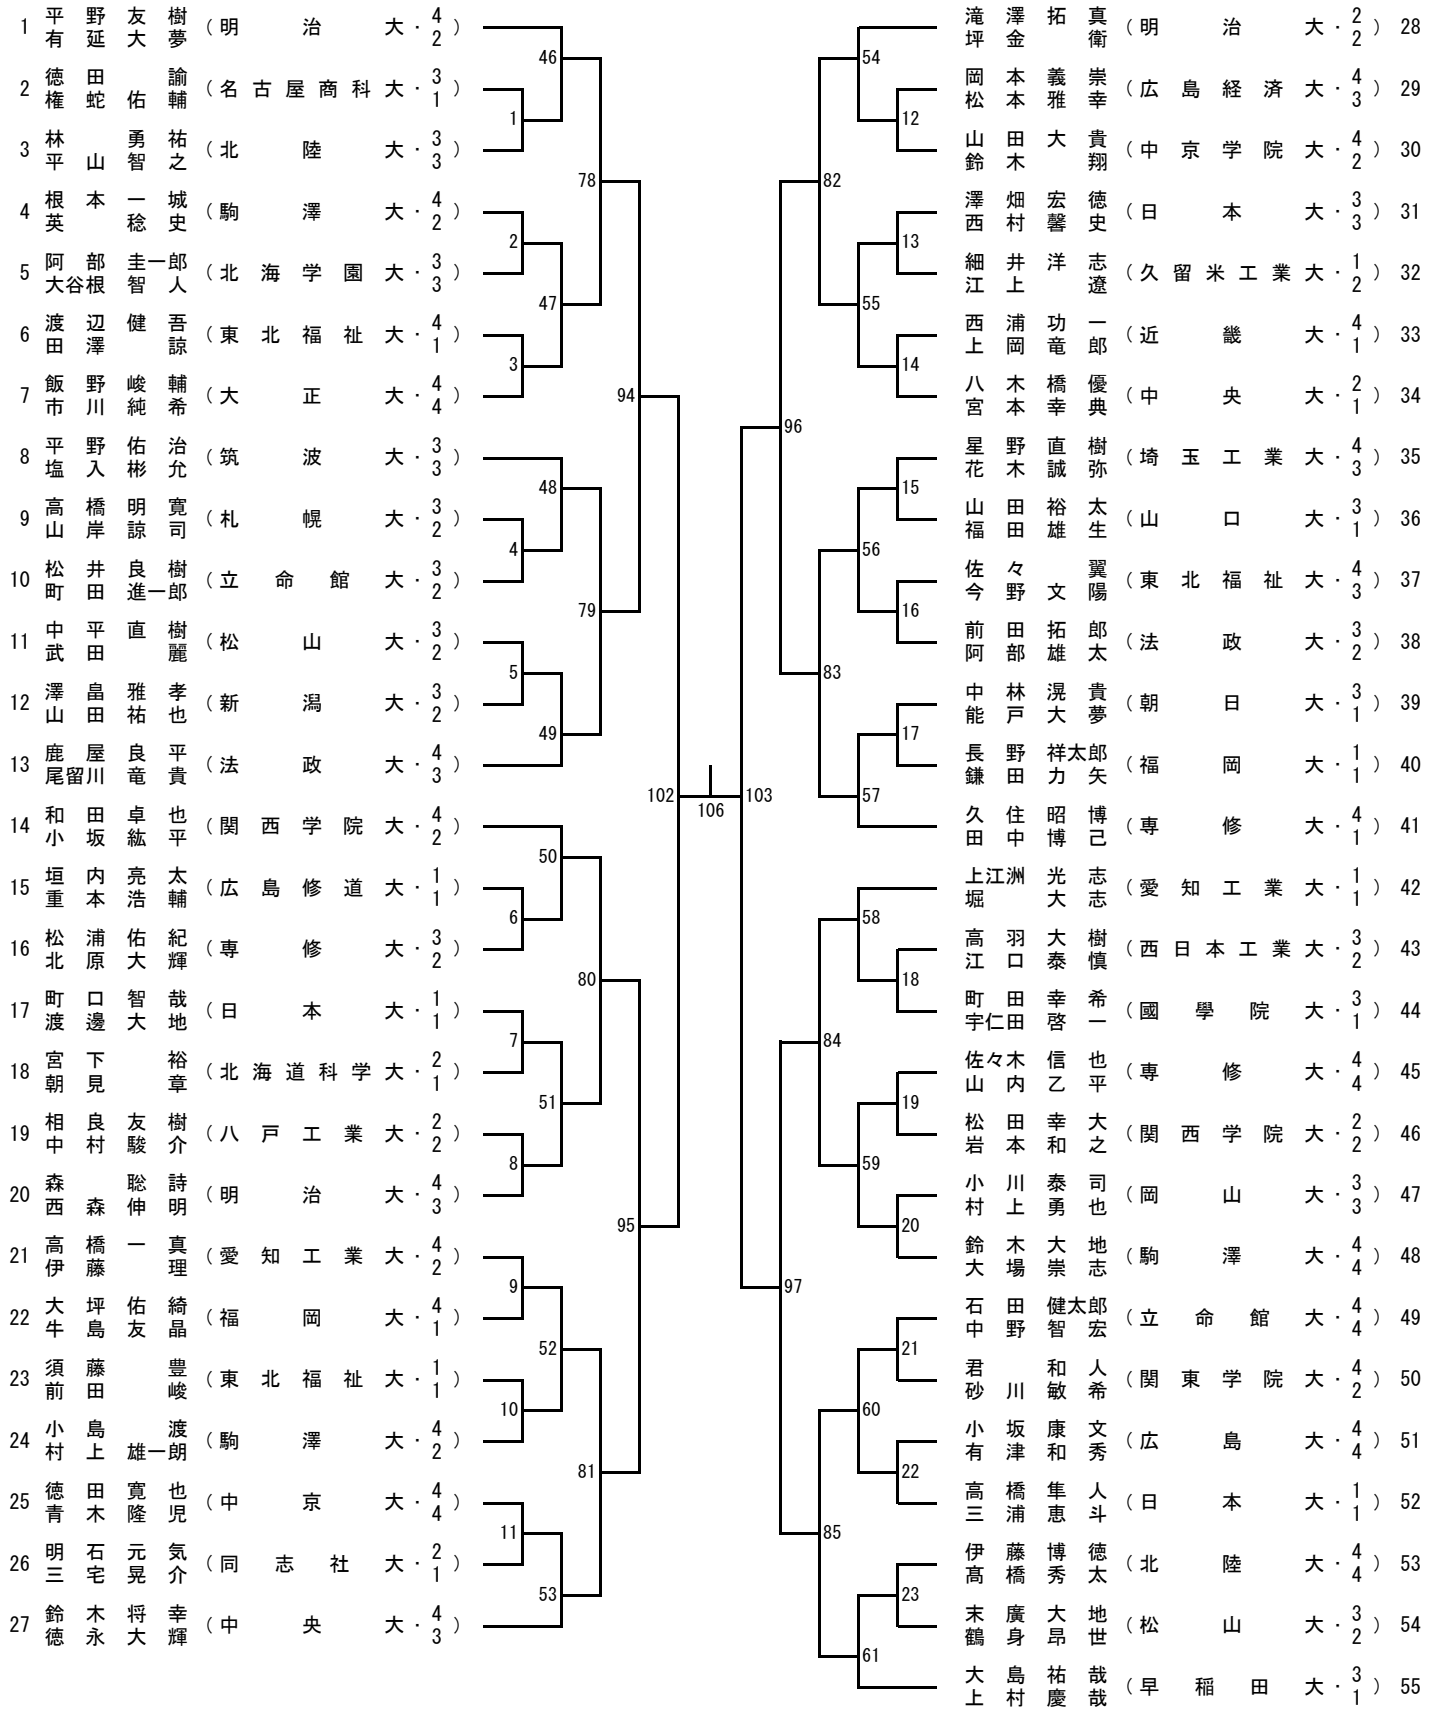 1 平野友樹 (明治大・4)
有延大夢 2
2 徳田諭 (名古屋商科大・3)
権蛇佑輔 1
3 林勇祐 (北陸大・3)
平山智之 3
4 根本一城 (駒澤大・4)
英稔史 2
5 阿部圭一郎 (北海学園大・3)
大谷根智人 3
6 渡辺健吾 (東北福祉大・4)
田澤諒 1
7 飯野峻輔 (大正大・4)
市川純希 4
8 平野佑治 (筑波大・3)
塩入彬允 3
9 高橋明寛 (札幌大・3)
山岸諒司 2
10 松井良樹 (立命館大・3)
町田進一郎 2
11 中平直樹 (松山大・3)
武田麗 2
12 澤畠雅孝 (新潟大・3)
山田祐也 2
13 鹿屋良平 (法政大・4)
尾留川竜貴 3
14 和田卓也 (関西学院大・4)
小坂紘平 2
15 垣内亮太 (広島修道大・1)
重本浩輔 1
16 松浦佑紀 (専修大・3)
北原大輝 2
17 町口智哉 (日本大・1)
渡邊大地 1
18 宮下裕 (北海道科学大・2)
朝見章 1
19 相良友樹 (八戸工業大・2)
中村駿介 2
20 森聡詩 (明治大・4)
西森伸明 3
21 高橋一真 (愛知工業大・4)
伊藤理 2
22 大坪佑綺 (福岡大・4)
牛島友晶 1
23 須藤豊 (東北福祉大・1)
前田峻 1
24 小島渡 (駒澤大・4)
村上雄一朗 2
25 徳田寛也 (中京大・4)
青木隆児 4
26 明石元気 (同志社大・2)
三宅晃介 1
27 鈴木将幸 (中央大・4)
徳永大輝 3
46
1
78
2
47
3
94
48
4
79
5
49
102
50
6
80
7
51
8
95
9
52
10
81
11
53
106
103
54
12
82
13
55
14
96
15
56
16
83
17
57
58
18
84
19
59
20
97
21
60
22
85
23
61
滝澤拓真 (明治大・2) 28
坪金衛 2
岡本義崇 (広島経済大・4) 29
松本雅幸 3
山田大貴 (中京学院大・4) 30
鈴木翔 2
澤畑宏徳 (日本大・3) 31
西村馨史 3
細井洋志 (久留米工業大・1) 32
江上遼 2
西浦功一 (近畿大・4) 33
上岡竜郎 1
八木橋優 (中央大・2) 34
宮本幸典 1
星野直樹 (埼玉工業大・4) 35
花木誠弥 3
山田裕太 (山口大・3) 36
福田雄生 1
佐々翼 (東北福祉大・4) 37
今野文陽 3
前田拓郎 (法政大・3) 38
阿部雄太 2
中林滉貴 (朝日大・3) 39
能戸大夢 1
長野祥太郎 (福岡大・1) 40
鎌田力矢 1
久住昭博 (専修大・4) 41
田中博己 1
上江洲光志 (愛知工業大・1) 42
堀大志 1
高羽大樹 (西日本工業大・3) 43
江口泰慎 2
町田幸希 (國學院大・3) 44
宇仁田啓一 1
佐々木信也 (専修大・4) 45
山内乙平 4
松田幸大 (関西学院大・2) 46
岩本和之 2
小川泰司 (岡山大・3) 47
村上勇也 3
鈴木大地 (駒澤大・4) 48
大場崇志 4
石田健太郎 (立命館大・4) 49
中野智宏 4
君和人 (関東学院大・4) 50
砂川敏希 2
小坂康文 (広島大・4) 51
有津和秀 4
高橋隼人 (日本大・1) 52
三浦恵斗 1
伊藤博徳 (北陸大・4) 53
髙橋秀太 4
末廣大地 (松山大・3) 54
鶴身昂世 2
大島祐哉 (早稲田大・3) 55
上村慶哉 1